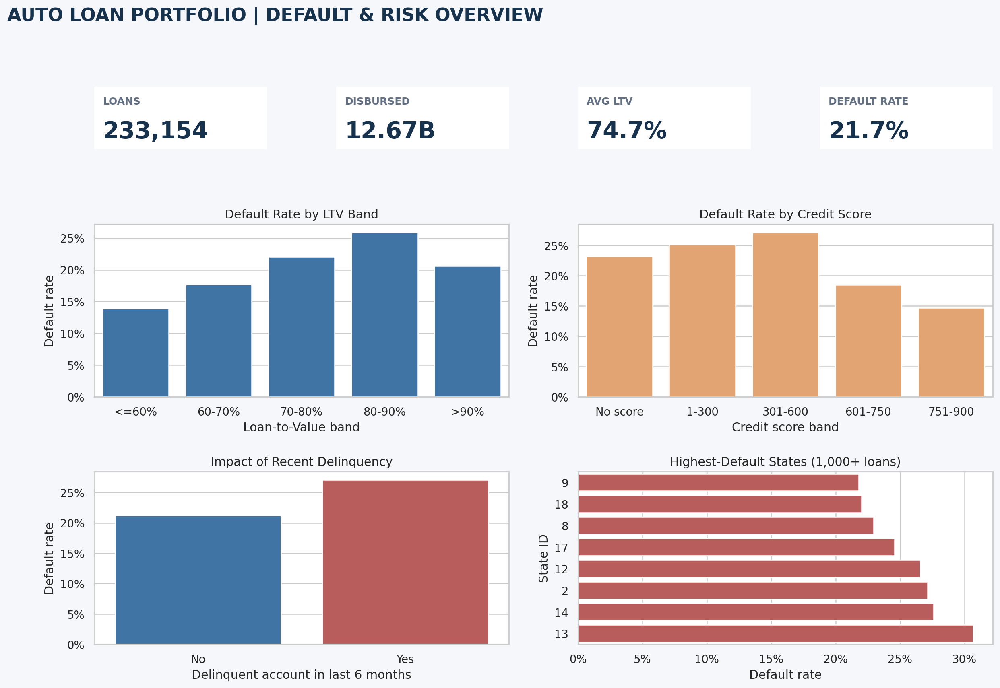 AUTO LOAN PORTFOLIO | DEFAULT & RISK OVERVIEW
LOANS
233,154
DISBURSED
12.67B
AVG LTV
74.7%
DEFAULT RATE
21.7%
Default Rate by LTV Band
Default rate
25%
20%
15%
10%
5%
0%
<=60% 60-70% 70-80% 80-90% >90%
Loan-to-Value band
Default Rate by Credit Score
Default rate
25%
20%
15%
10%
5%
0%
No score 1-300 301-600 601-750 751-900
Credit score band
Impact of Recent Delinquency
Default rate
25%
20%
15%
10%
5%
0%
No Yes
Delinquent account in last 6 months
Highest-Default States (1,000+ loans)
State ID
9
18
8
17
12
2
14
13
0% 5% 10% 15% 20% 25% 30%
Default rate